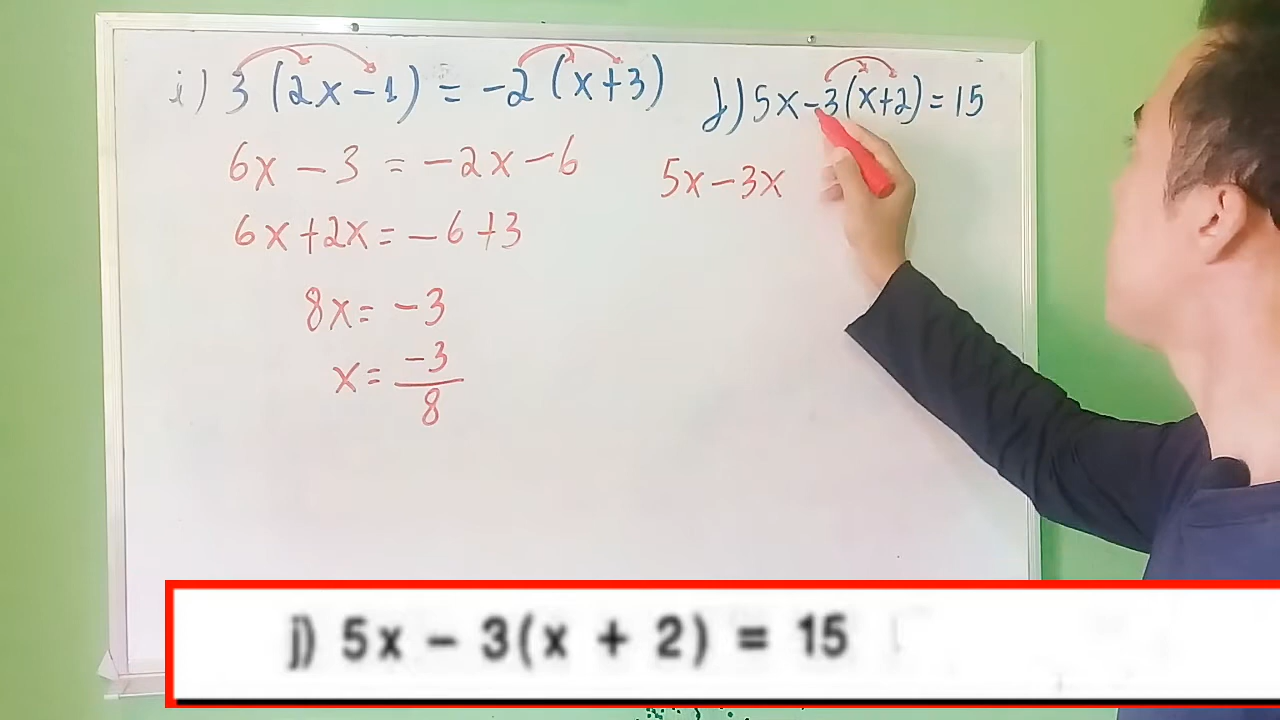 i) 3 (2x - 1) = -2 (x + 3)
6x - 3 = -2x - 6
6x + 2x = -6 + 3
8x = -3
x = -3/8
j) 5x - 3 (x + 2) = 15
5x - 3x
j) 5x - 3(x + 2) = 15